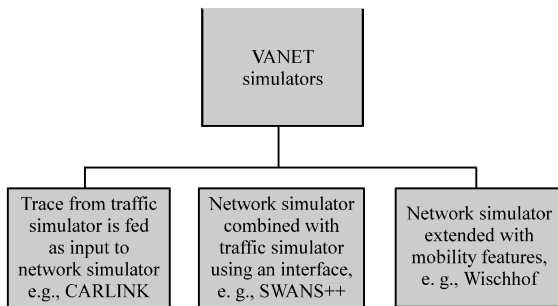 VANET
simulators
Trace from traffic
simulator is fed
as input to
network simulator
e.g., CARLINK
Network simulator
combined with
traffic simulator
using an interface,
e. g., SWANS++
Network simulator
extended with
mobility features,
e. g., Wischhof